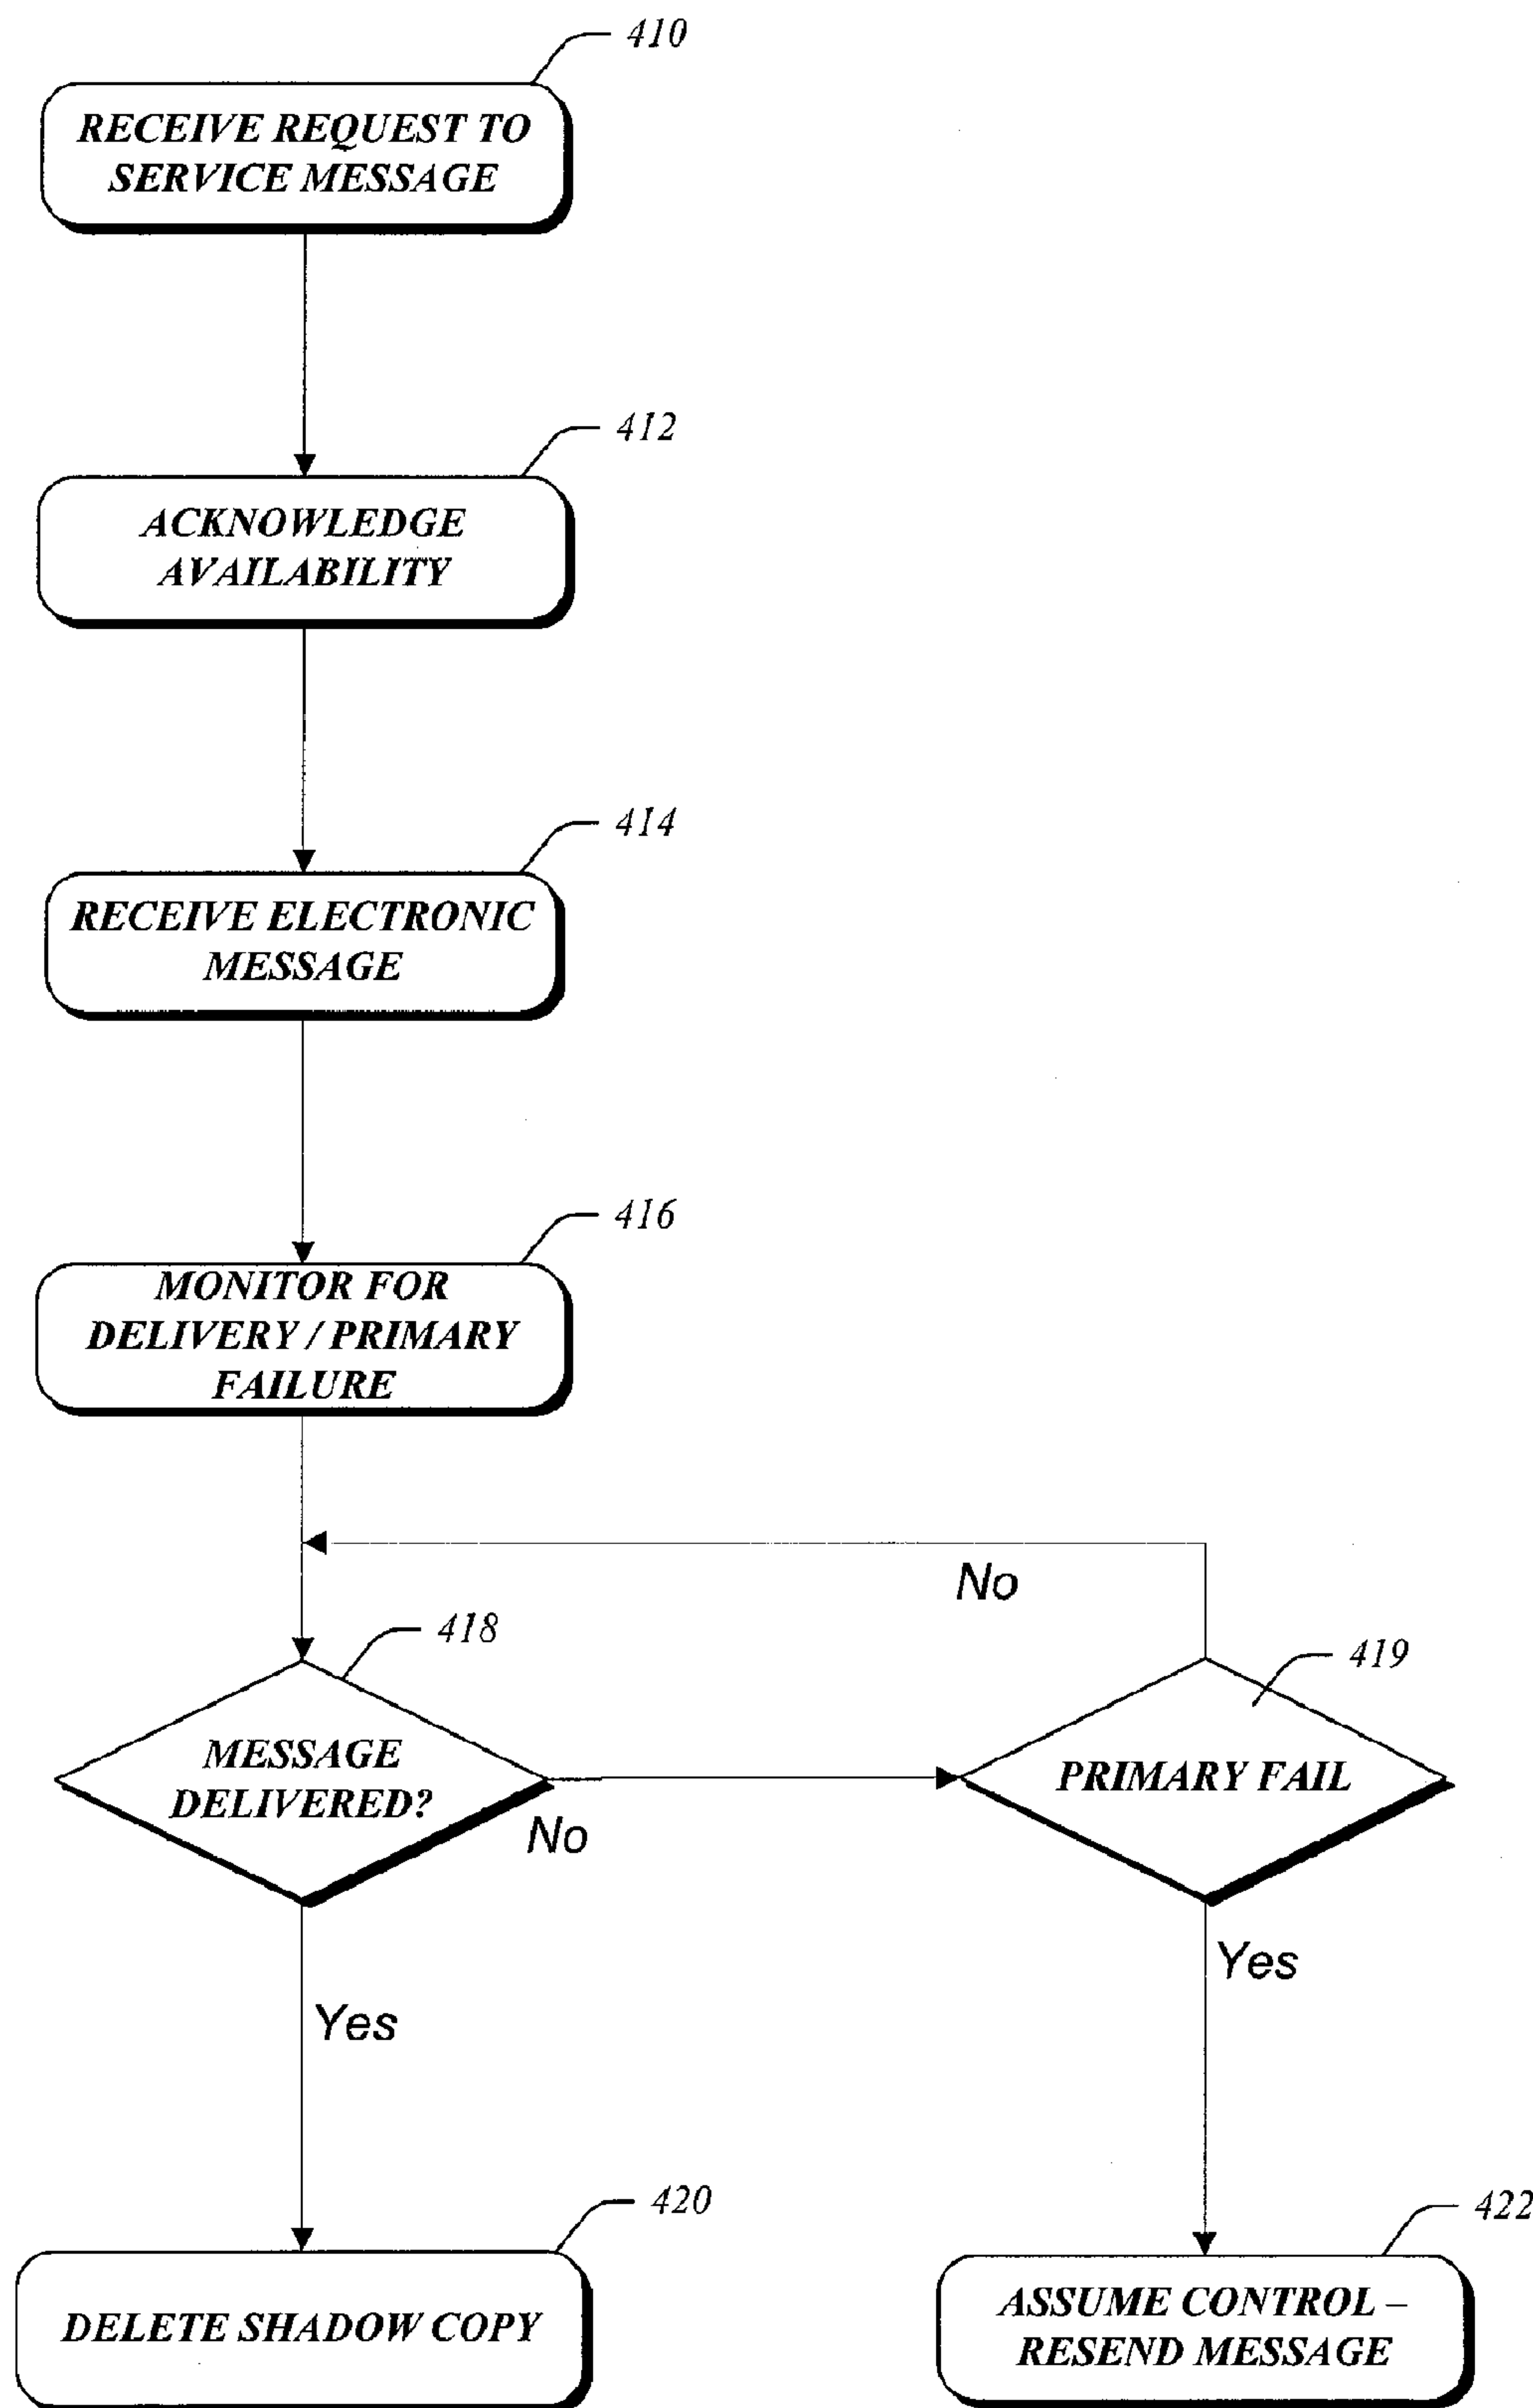 410
RECEIVE REQUEST TO
SERVICE MESSAGE
412
ACKNOWLEDGE
AVAILABILITY
414
RECEIVE ELECTRONIC
MESSAGE
416
MONITOR FOR
DELIVERY / PRIMARY
FAILURE
No
418
419
MESSAGE
DELIVERED?
PRIMARY FAIL
No
Yes
Yes
420
422
DELETE SHADOW COPY
ASSUME CONTROL –
RESEND MESSAGE